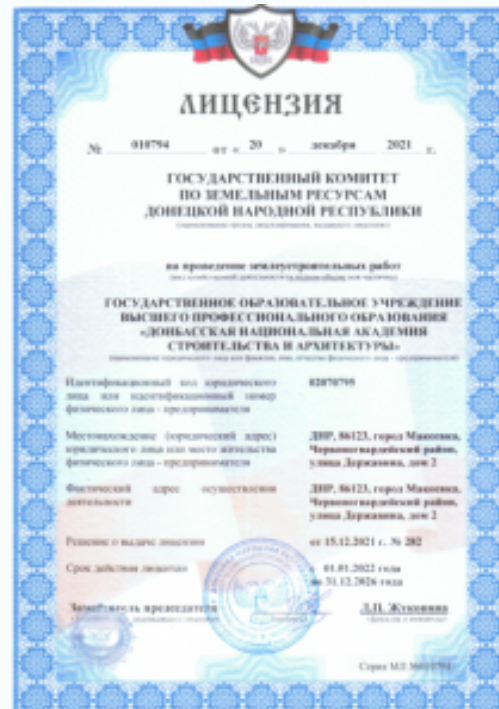 ЛИЦЕНЗИЯ
№ 010794 от « 20 » декабря 2021 г.
ГОСУДАРСТВЕННЫЙ КОМИТЕТ
ПО ЗЕМЕЛЬНЫМ РЕСУРСАМ
ДОНЕЦКОЙ НАРОДНОЙ РЕСПУБЛИКИ
на проведение землеустроительных работ
ГОСУДАРСТВЕННОЕ ОБРАЗОВАТЕЛЬНОЕ УЧРЕЖДЕНИЕ
ВЫСШЕГО ПРОФЕССИОНАЛЬНОГО ОБРАЗОВАНИЯ
«ДОНБАССКАЯ НАЦИОНАЛЬНАЯ АКАДЕМИЯ
СТРОИТЕЛЬСТВА И АРХИТЕКТУРЫ»
Идентификационный код юридического 02070795
лица или идентификационный номер
физического лица - предпринимателя
Местонахождение (юридический адрес) ДНР, 86123, город Макеевка,
юридического лица или место жительства Червоногвардейский район,
физического лица - предпринимателя улица Державина, дом 2
Фактический адрес осуществления ДНР, 86123, город Макеевка,
деятельности Червоногвардейский район,
улица Державина, дом 2
Решение о выдаче лицензии от 15.12.2021 г. № 202
Срок действия лицензии с 01.01.2022 года
по 31.12.2026 года
Заместитель председателя Л.П. Жуковина
Серия МЛ №010794